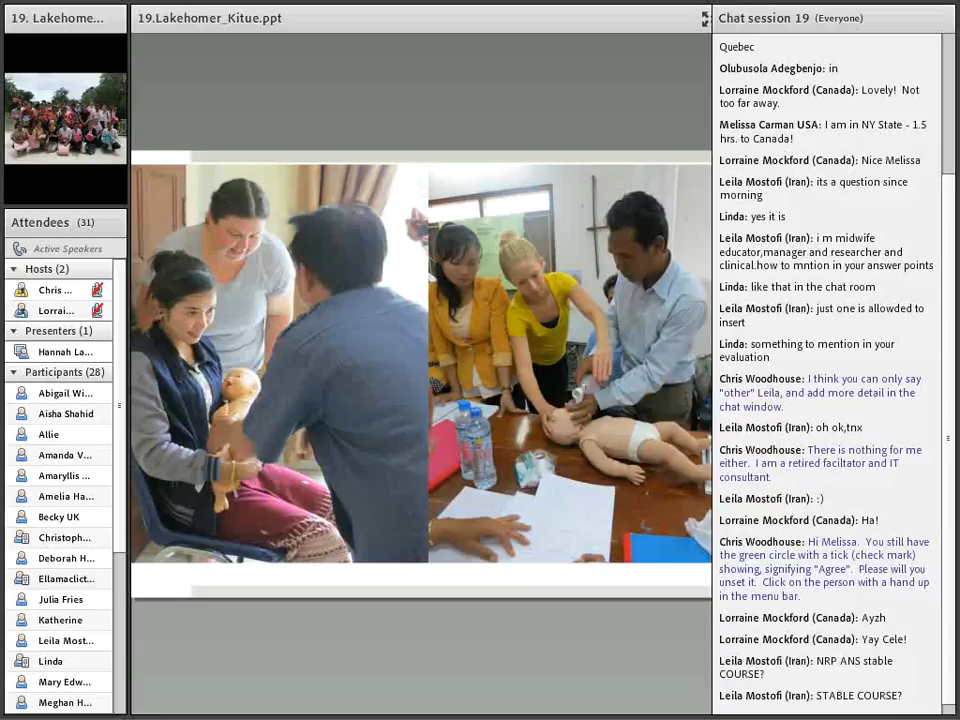 19. Lakehome...
19.Lakehomer_Kitue.ppt
Chat session 19 (Everyone)
Attendees (31)
Active Speakers
Hosts (2)
Chris ...
Lorrai...
Presenters (1)
Hannah La...
Participants (28)
Abigail Wi...
Aisha Shahid
Allie
Amanda V...
Amaryllis ...
Amelia Ha...
Becky UK
Christoph...
Deborah H...
Ellamaclict...
Julia Fries
Katherine
Leila Most...
Linda
Mary Edw...
Meghan H...
Quebec
Olubusola Adegbenjo: in
Lorraine Mockford (Canada): Lovely! Not
too far away.
Melissa Carman USA: I am in NY State - 1.5
hrs. to Canada!
Lorraine Mockford (Canada): Nice Melissa
Leila Mostofi (Iran): its a question since
morning
Linda: yes it is
Leila Mostofi (Iran): i m midwife
educator,manager and researcher and
clinical.how to mntion in your answer points
Linda: like that in the chat room
Leila Mostofi (Iran): just one is allowded to
insert
Linda: something to mention in your
evaluation
Chris Woodhouse: I think you can only say
"other" Leila, and add more detail in the
chat window.
Leila Mostofi (Iran): oh ok,tnx
Chris Woodhouse: There is nothing for me
either. I am a retired faciltator and IT
consultant.
Leila Mostofi (Iran): :)
Lorraine Mockford (Canada): Ha!
Chris Woodhouse: Hi Melissa. You still have
the green circle with a tick (check mark)
showing, signifying "Agree". Please will you
unset it. Click on the person with a hand up
in the menu bar.
Lorraine Mockford (Canada): Ayzh
Lorraine Mockford (Canada): Yay Cele!
Leila Mostofi (Iran): NRP ANS stable
COURSE?
Leila Mostofi (Iran): STABLE COURSE?